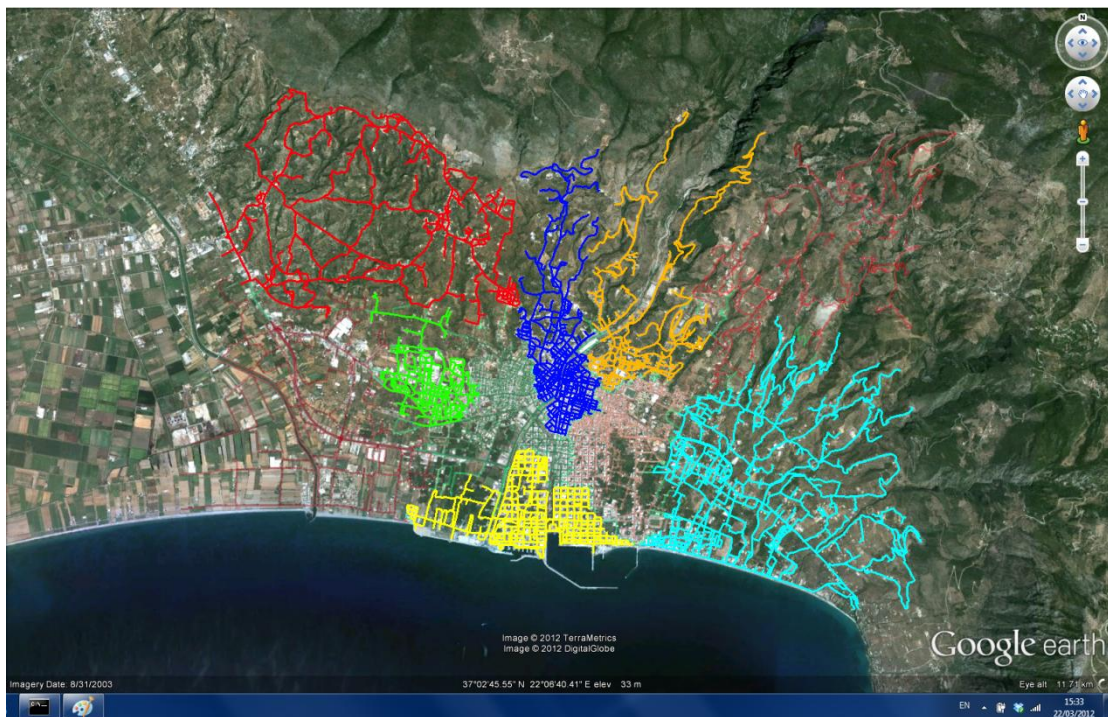 N
Image © 2012 TerraMetrics
Image © 2012 DigitalGlobe
Google earth
Imagery Date: 8/31/2003
37°02'45.55" N 22°06'40.41" E elev 33 m
Eye alt 11.71 km
EN
15:33
22/03/2012